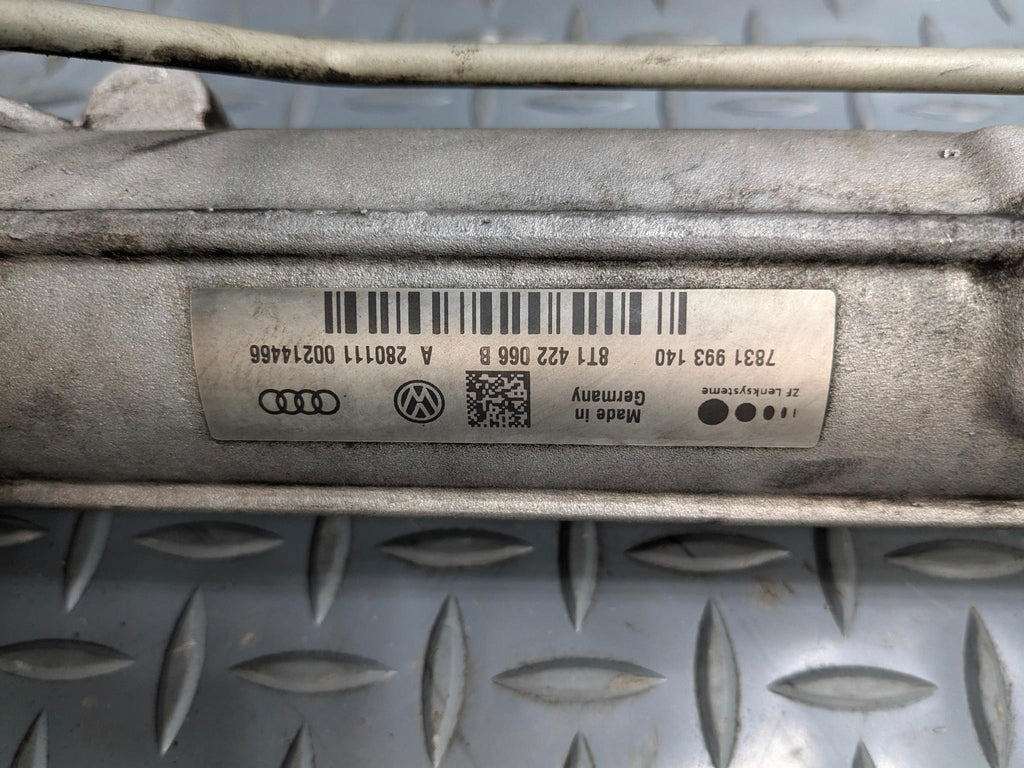 ZF Lenksysteme
Made in
Germany
7831 993 140 8T1 422 066 B A 280111 00214466